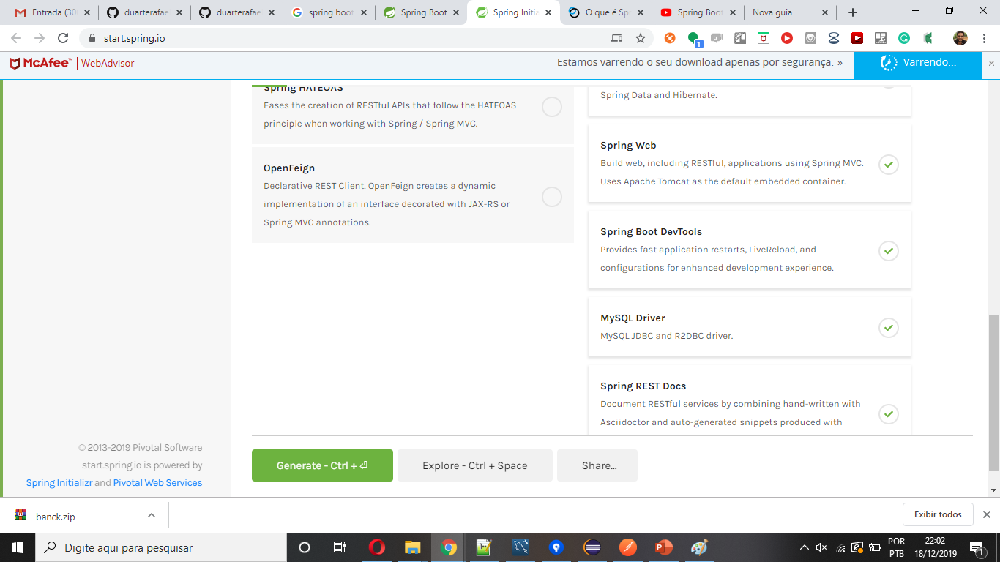 Entrada (30
duarterafae
duarterafae
spring boot
Spring Boot
Spring Initia
O que é Spr
Spring Boot
Nova guia
start.spring.io
1
McAfee™ | WebAdvisor
Estamos varrendo o seu download apenas por segurança. »
Varrendo...
Spring HATEOAS
Eases the creation of RESTful APIs that follow the HATEOAS
principle when working with Spring / Spring MVC.
OpenFeign
Declarative REST Client. OpenFeign creates a dynamic
implementation of an interface decorated with JAX-RS or
Spring MVC annotations.
Spring Data and Hibernate.
Spring Web
Build web, including RESTful, applications using Spring MVC.
Uses Apache Tomcat as the default embedded container.
Spring Boot DevTools
Provides fast application restarts, LiveReload, and
configurations for enhanced development experience.
MySQL Driver
MySQL JDBC and R2DBC driver.
Spring REST Docs
Document RESTful services by combining hand-written with
Asciidoctor and auto-generated snippets produced with
© 2013-2019 Pivotal Software
start.spring.io is powered by
Spring Initializr and Pivotal Web Services
Generate - Ctrl + ⏎
Explore - Ctrl + Space
Share...
banck.zip
Exibir todos
Digite aqui para pesquisar
POR
PTB
22:02
18/12/2019
1